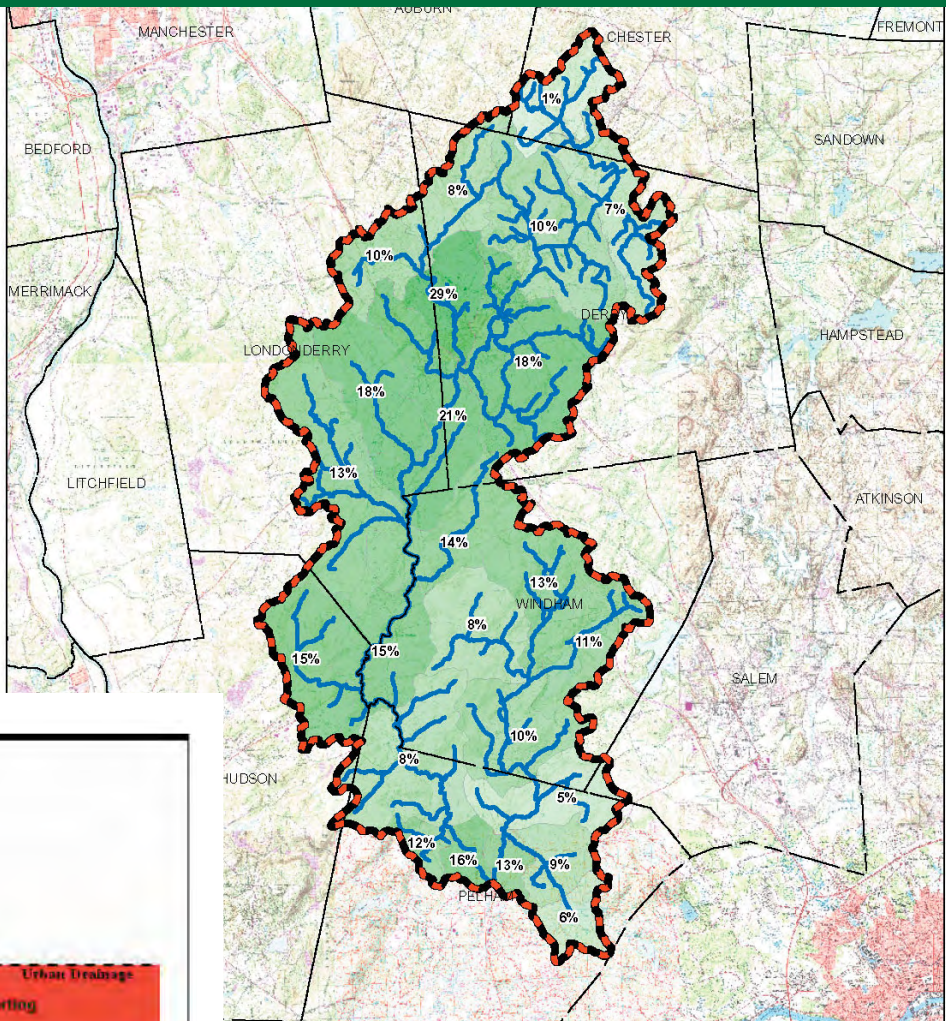 AUBURN
MANCHESTER
CHESTER
FREMONT
1%
BEDFORD
SANDOWN
8%
7%
10%
10%
MERRIMACK
29%
DERRY
HAMPSTEAD
LONDONDERRY
18%
18%
21%
13%
LITCHFIELD
ATKINSON
14%
13%
WINDHAM
8%
11%
15%
15%
SALEM
10%
8%
HUDSON
5%
12%
16%
13%
9%
PELHAM
6%
Urban Drainage